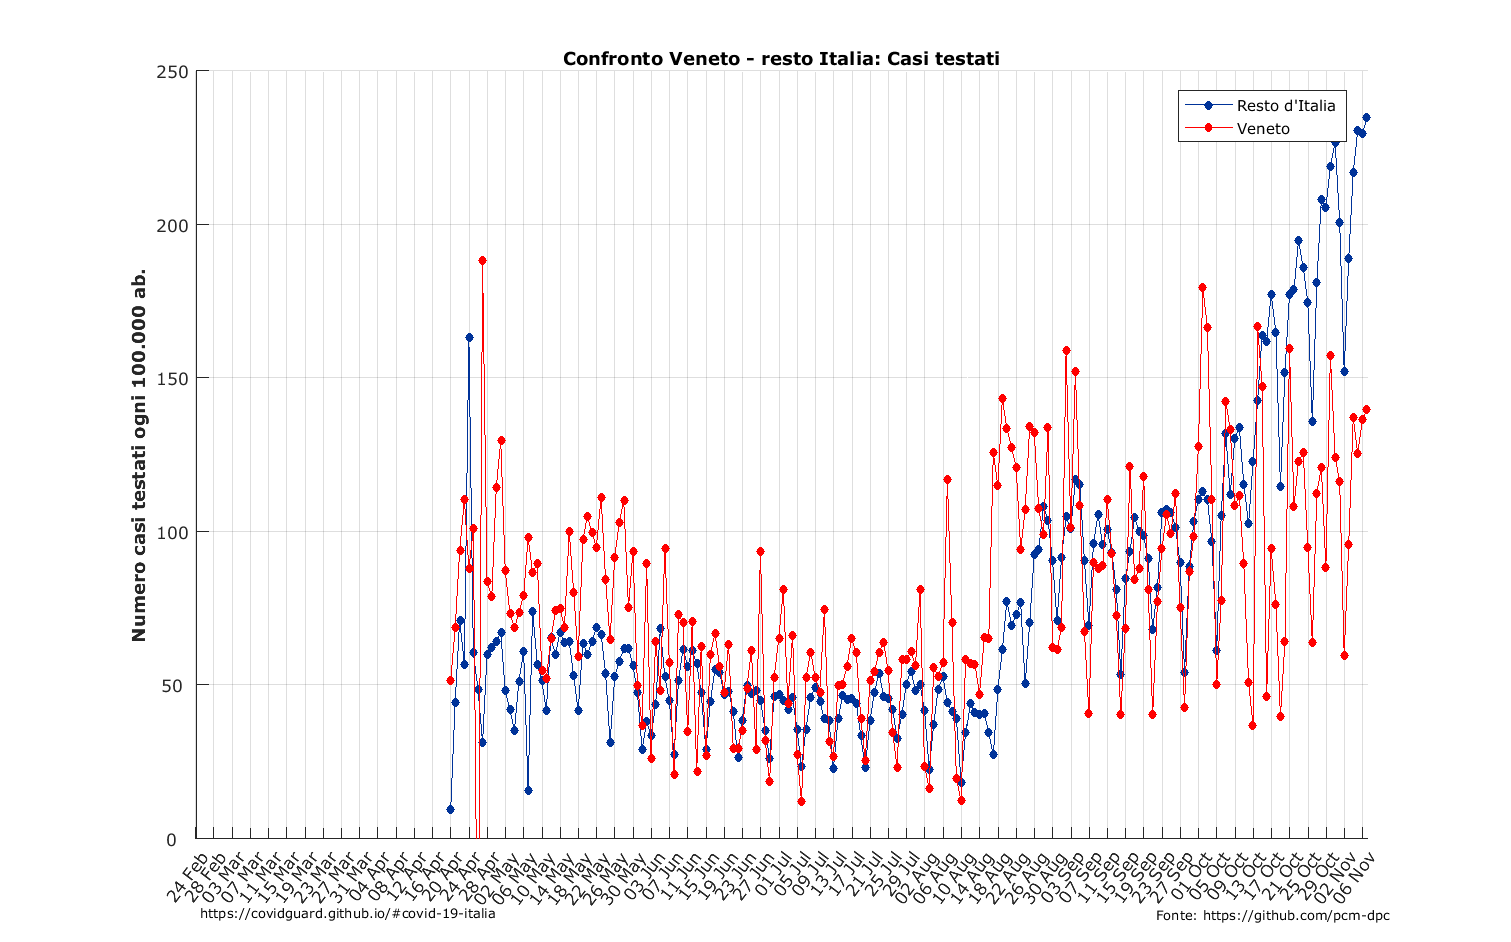 Confronto Veneto - resto Italia: Casi testati
Resto d'Italia
Veneto
Numero casi testati ogni 100.000 ab.
250
200
150
100
50
0
24 Feb
28 Feb
03 Mar
07 Mar
11 Mar
15 Mar
19 Mar
23 Mar
27 Mar
31 Mar
04 Apr
08 Apr
12 Apr
16 Apr
20 Apr
24 Apr
28 Apr
02 May
06 May
10 May
14 May
18 May
22 May
26 May
30 May
03 Jun
07 Jun
11 Jun
15 Jun
19 Jun
23 Jun
27 Jun
01 Jul
05 Jul
09 Jul
13 Jul
17 Jul
21 Jul
25 Jul
29 Jul
02 Aug
06 Aug
10 Aug
14 Aug
18 Aug
22 Aug
26 Aug
30 Aug
03 Sep
07 Sep
11 Sep
15 Sep
19 Sep
23 Sep
27 Sep
01 Oct
05 Oct
09 Oct
13 Oct
17 Oct
21 Oct
25 Oct
29 Oct
02 Nov
06 Nov
https://covidguard.github.io/#covid-19-italia
Fonte: https://github.com/pcm-dpc